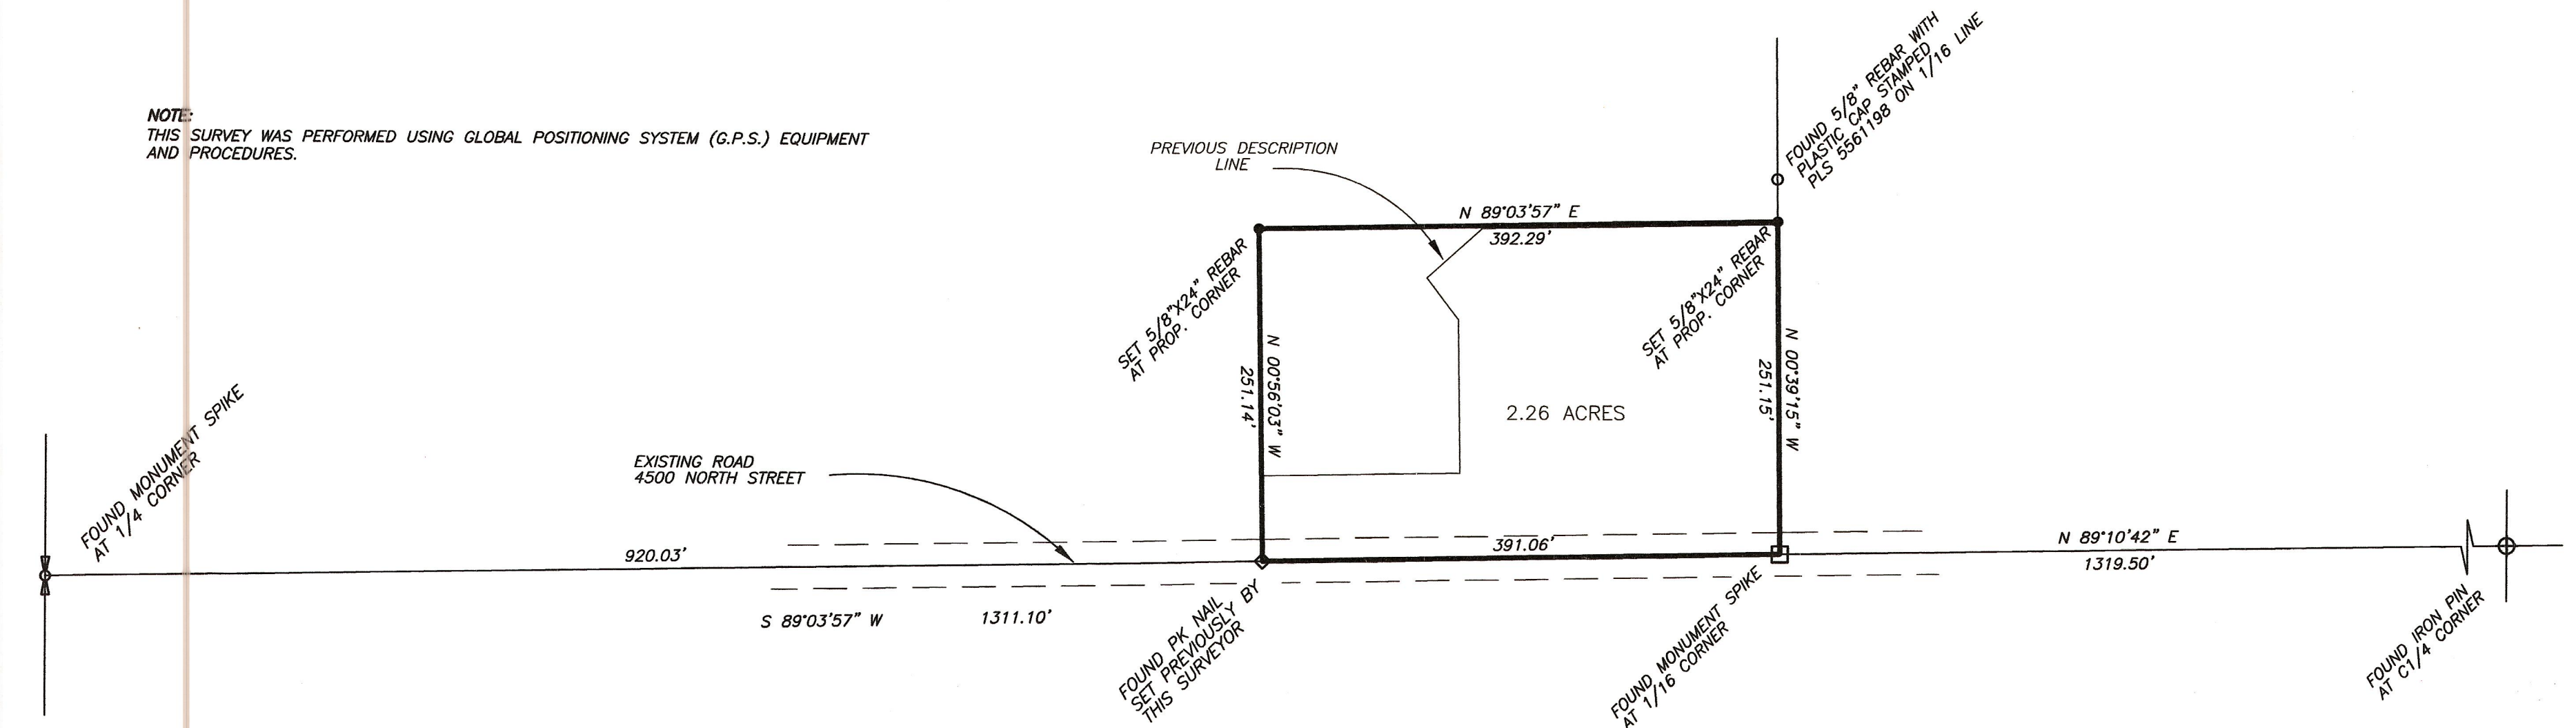 NOTE:
THIS SURVEY WAS PERFORMED USING GLOBAL POSITIONING SYSTEM (G.P.S.) EQUIPMENT
AND PROCEDURES.
PREVIOUS DESCRIPTION
LINE
FOUND 5/8" REBAR WITH
PLASTIC CAP STAMPED
PLS 5561198 ON 1/16 LINE
N 89°03'57" E
392.29'
SET 5/8"X24" REBAR
AT PROP. CORNER
SET 5/8"X24" REBAR
AT PROP. CORNER
N 00°56'03" W
251.14'
N 00°39'15" W
251.15'
2.26 ACRES
FOUND MONUMENT SPIKE
AT 1/4 CORNER
EXISTING ROAD
4500 NORTH STREET
920.03'
391.06'
N 89°10'42" E
1319.50'
S 89°03'57" W
1311.10'
FOUND PK NAIL
SET PREVIOUSLY BY
THIS SURVEYOR
FOUND MONUMENT SPIKE
AT 1/16 CORNER
FOUND IRON PIN
AT C1/4 CORNER